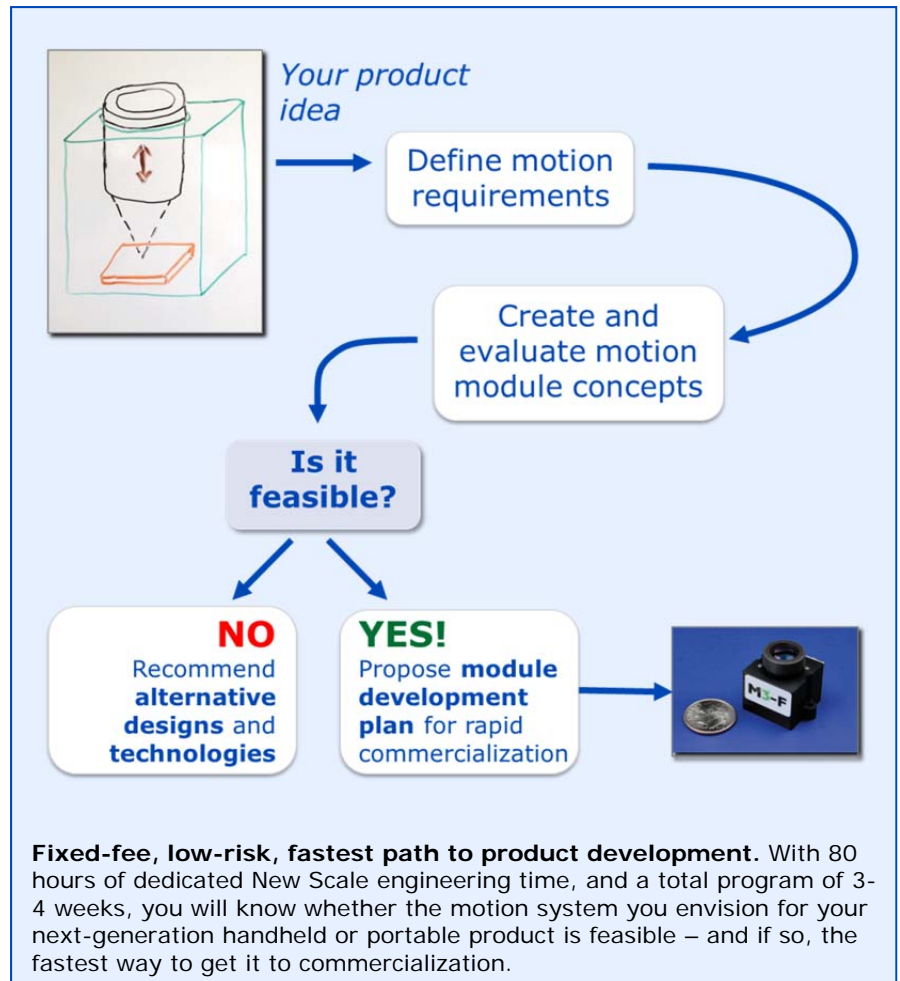 Your product
idea
Define motion
requirements
Create and
evaluate motion
module concepts
Is it
feasible?
NO
Recommend
alternative
designs and
technologies
YES!
Propose module
development
plan for rapid
commercialization
M3-F
Fixed-fee, low-risk, fastest path to product development. With 80
hours of dedicated New Scale engineering time, and a total program of 3-
4 weeks, you will know whether the motion system you envision for your
next-generation handheld or portable product is feasible – and if so, the
fastest way to get it to commercialization.